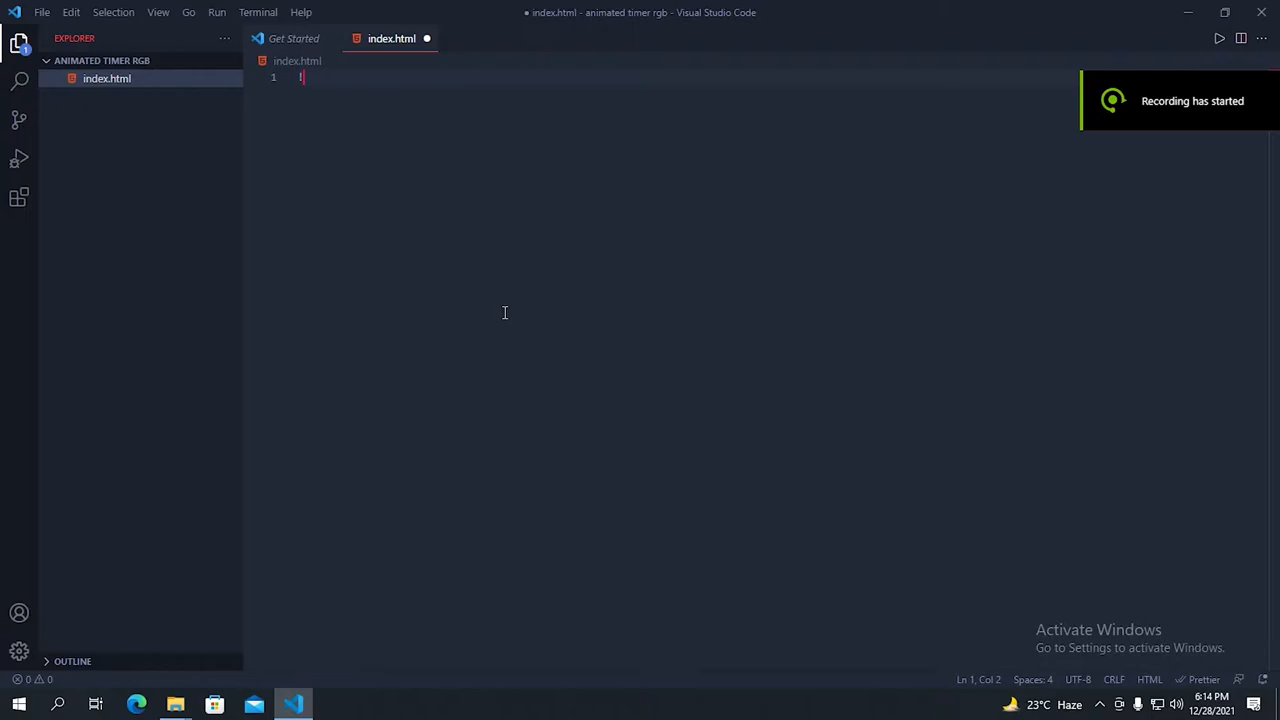 File Edit Selection View Go Run Terminal Help
● index.html - animated timer rgb - Visual Studio Code
EXPLORER ···
Get Started
index.html ●
ANIMATED TIMER RGB
index.html
index.html
1 !
Recording has started
1
OUTLINE
Activate Windows
Go to Settings to activate Windows.
0 0
Ln 1, Col 2 Spaces: 4 UTF-8 CRLF HTML Prettier
23°C Haze
6:14 PM
12/28/2021